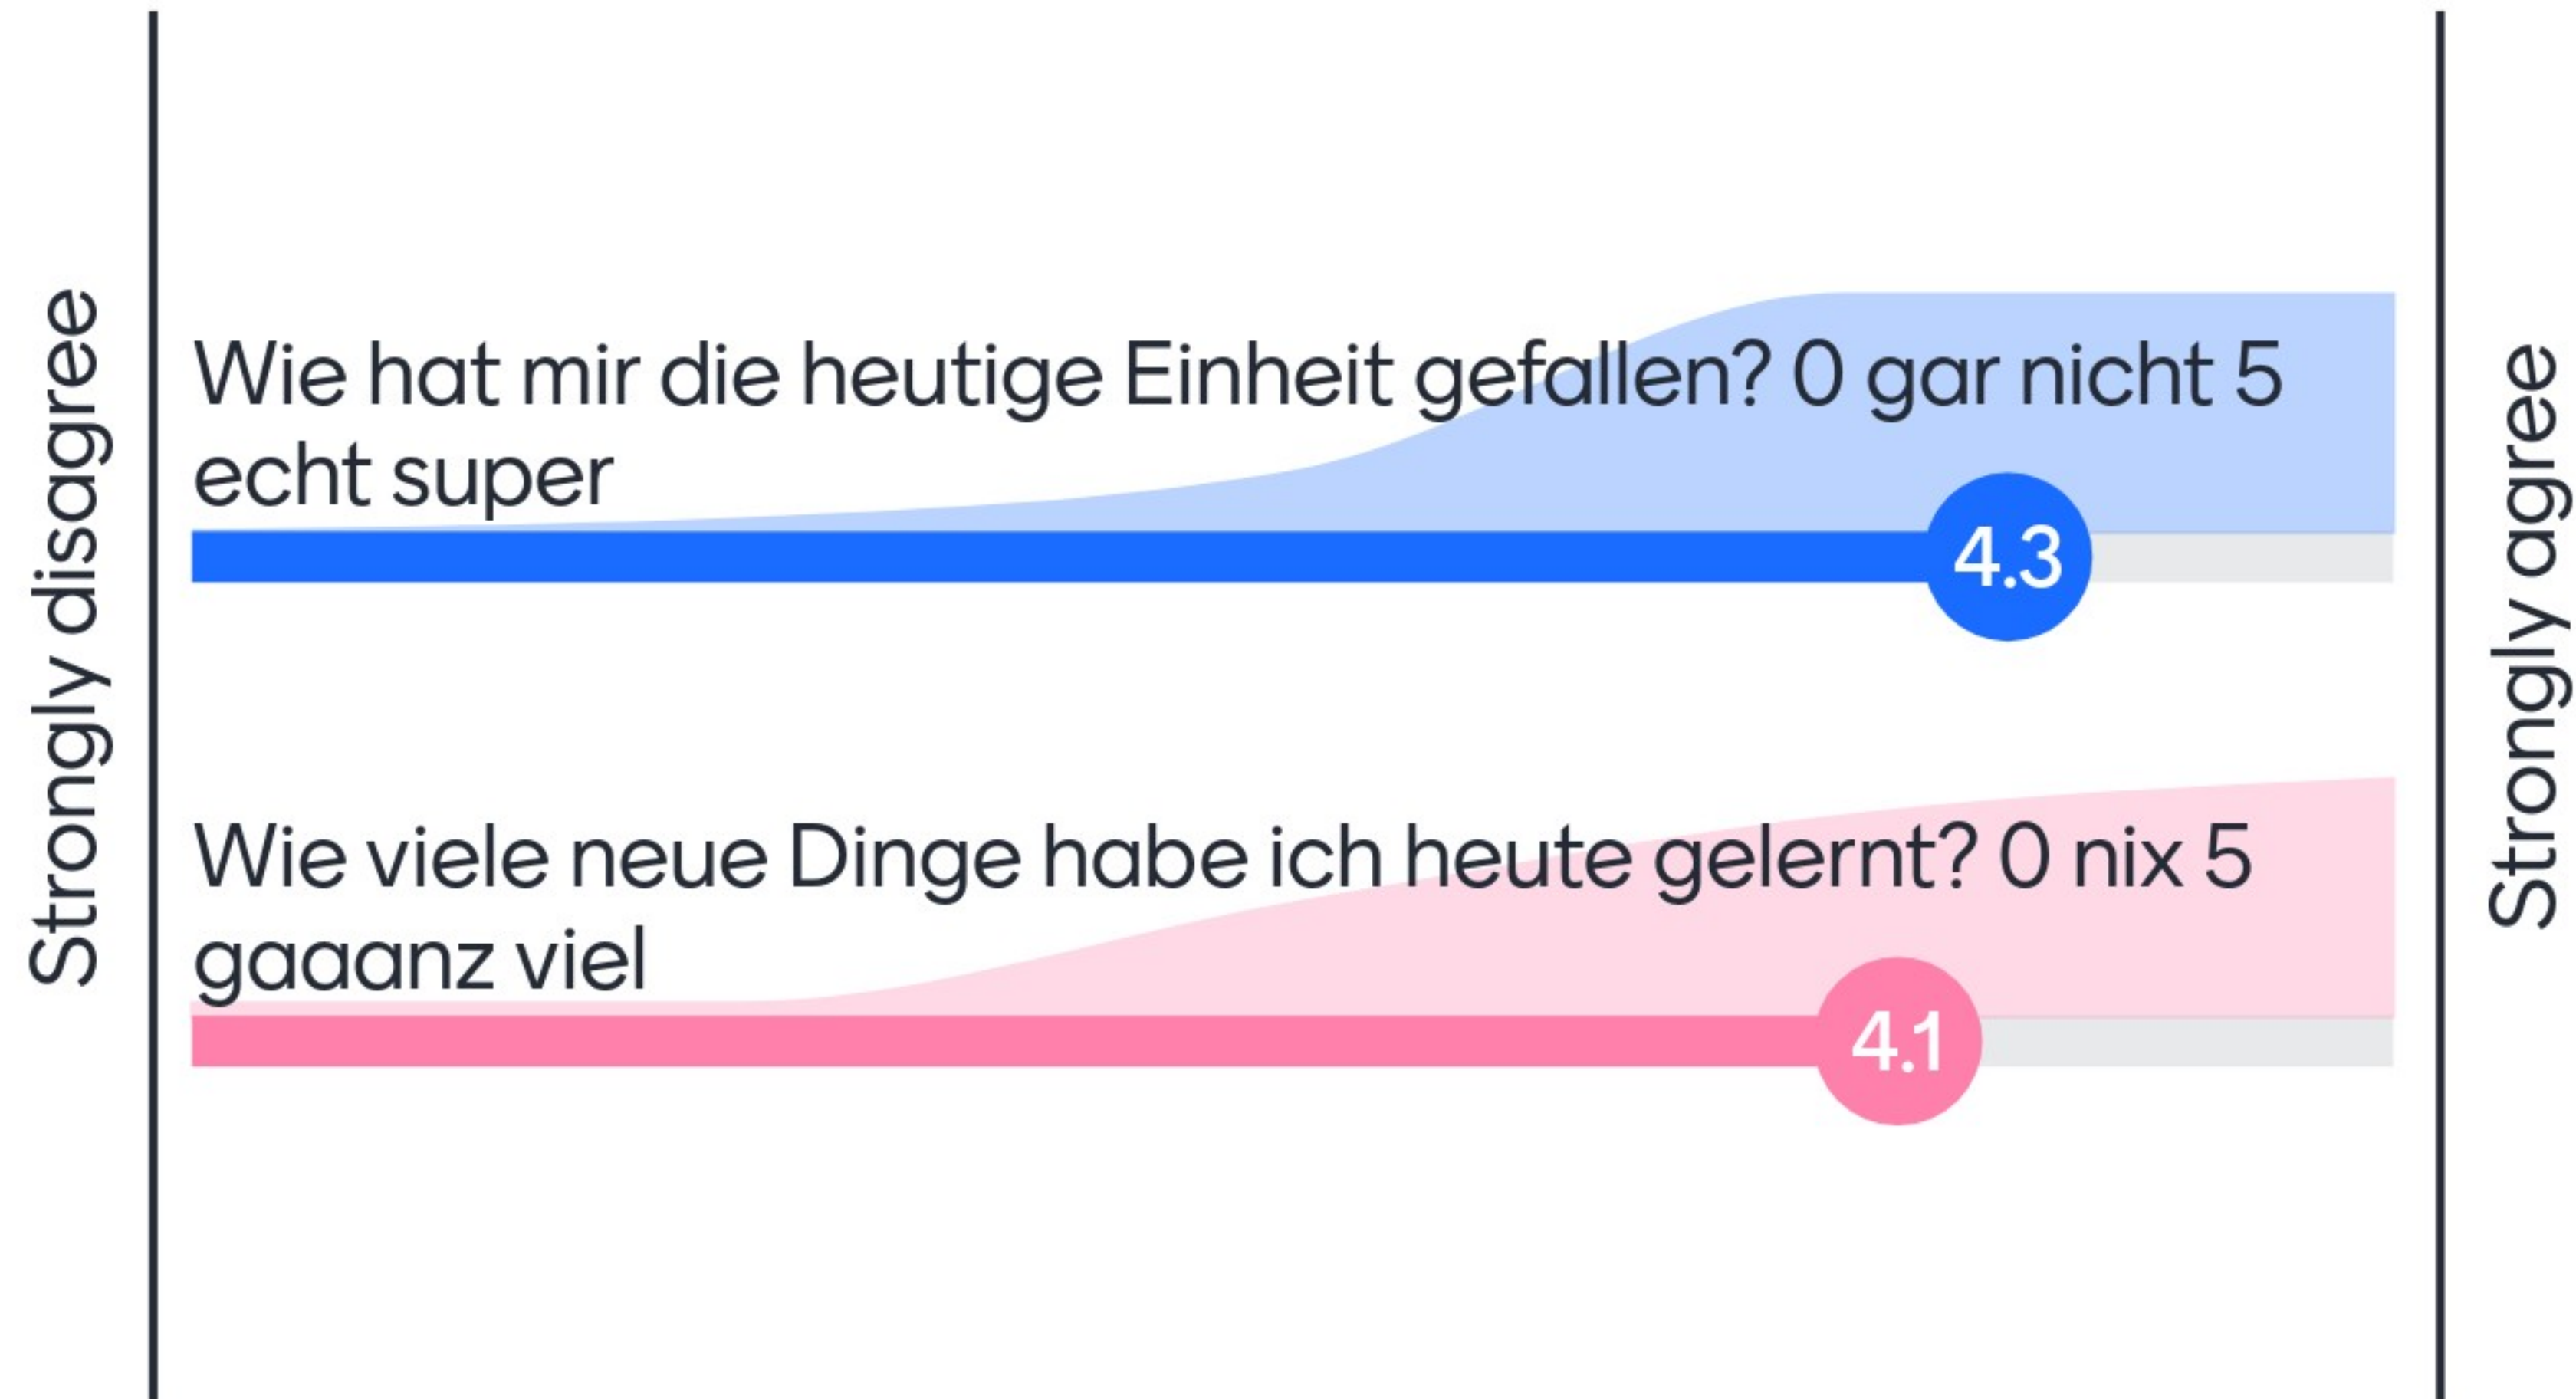 Strongly disagree
Wie hat mir die heutige Einheit gefallen? 0 gar nicht 5
echt super
4.3
Wie viele neue Dinge habe ich heute gelernt? 0 nix 5
gaaanz viel
4.1
Strongly agree